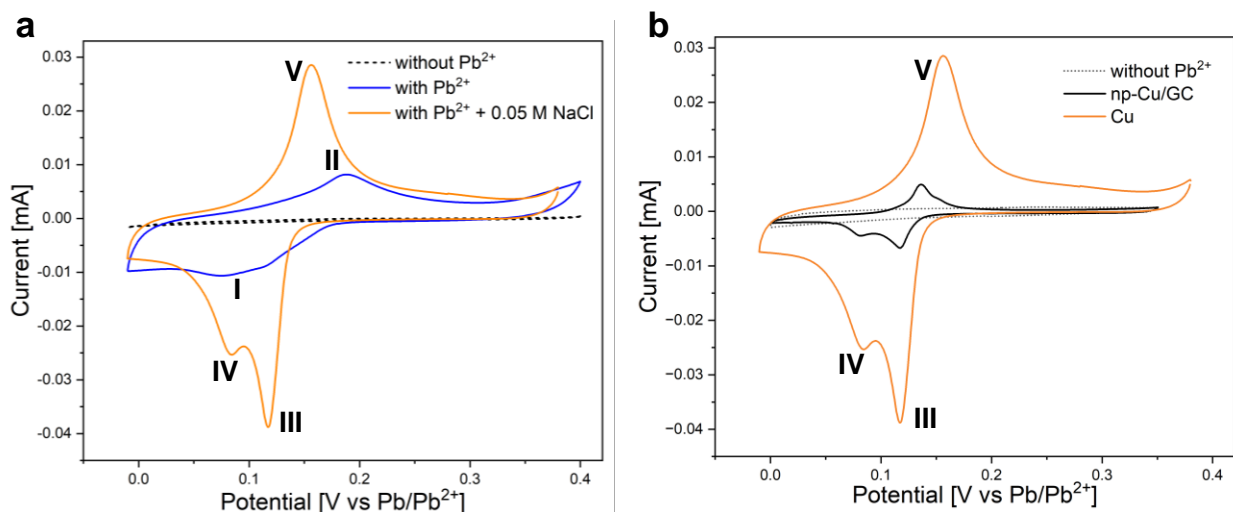 a
0.03
0.02
0.01
0.00
-0.01
-0.02
-0.03
-0.04
Current [mA]
V
II
I
IV
III
without Pb²⁺
with Pb²⁺
with Pb²⁺ + 0.05 M NaCl
0.0 0.1 0.2 0.3 0.4
Potential [V vs Pb/Pb²⁺]
b
0.03
0.02
0.01
0.00
-0.01
-0.02
-0.03
-0.04
Current [mA]
V
IV
III
without Pb²⁺
np-Cu/GC
Cu
0.0 0.1 0.2 0.3 0.4
Potential [V vs Pb/Pb²⁺]